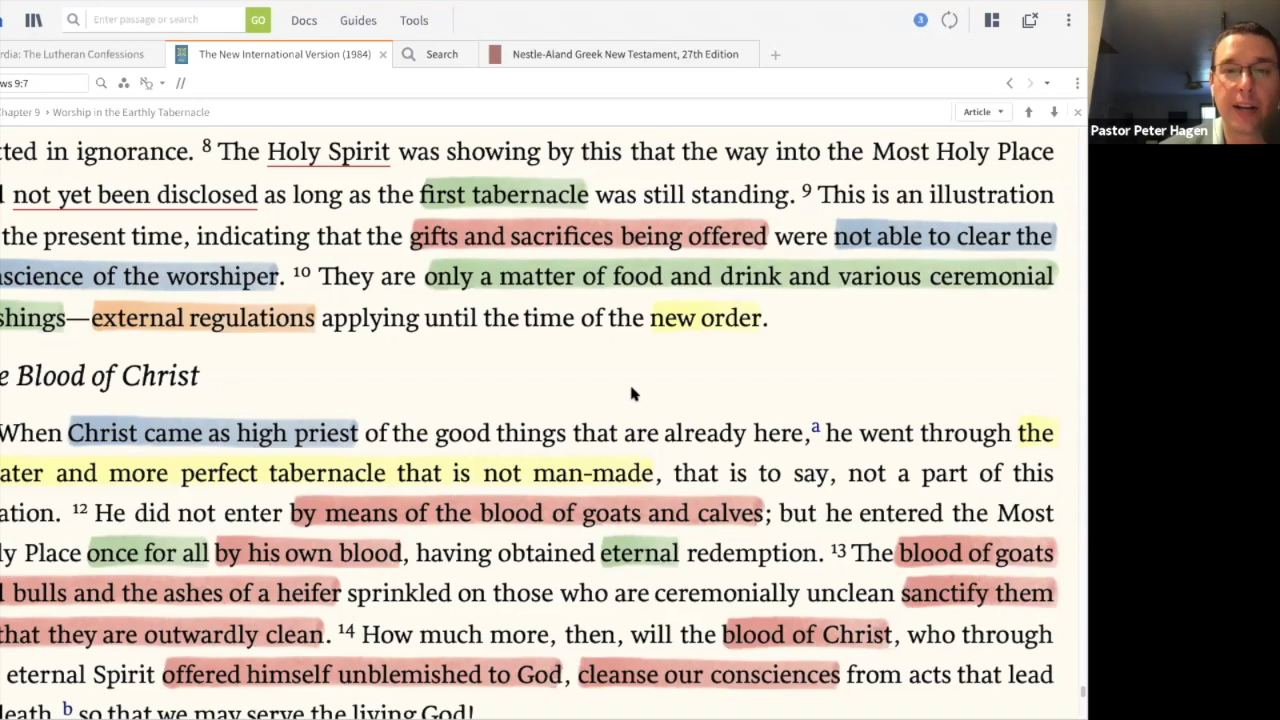 Enter passage or search GO Docs Guides Tools 3
rdia: The Lutheran Confessions The New International Version (1984) × Search Nestle-Aland Greek New Testament, 27th Edition +
ws 9:7 //
Chapter 9 › Worship in the Earthly Tabernacle Article
Pastor Peter Hagen
tted in ignorance. 8 The Holy Spirit was showing by this that the way into the Most Holy Place
d not yet been disclosed as long as the first tabernacle was still standing. 9 This is an illustration
the present time, indicating that the gifts and sacrifices being offered were not able to clear the
nscience of the worshiper. 10 They are only a matter of food and drink and various ceremonial
shings—external regulations applying until the time of the new order.
e Blood of Christ
When Christ came as high priest of the good things that are already here,a he went through the
ater and more perfect tabernacle that is not man-made, that is to say, not a part of this
ation. 12 He did not enter by means of the blood of goats and calves; but he entered the Most
ly Place once for all by his own blood, having obtained eternal redemption. 13 The blood of goats
d bulls and the ashes of a heifer sprinkled on those who are ceremonially unclean sanctify them
that they are outwardly clean. 14 How much more, then, will the blood of Christ, who through
eternal Spirit offered himself unblemished to God, cleanse our consciences from acts that lead
death, b so that we may serve the living God!